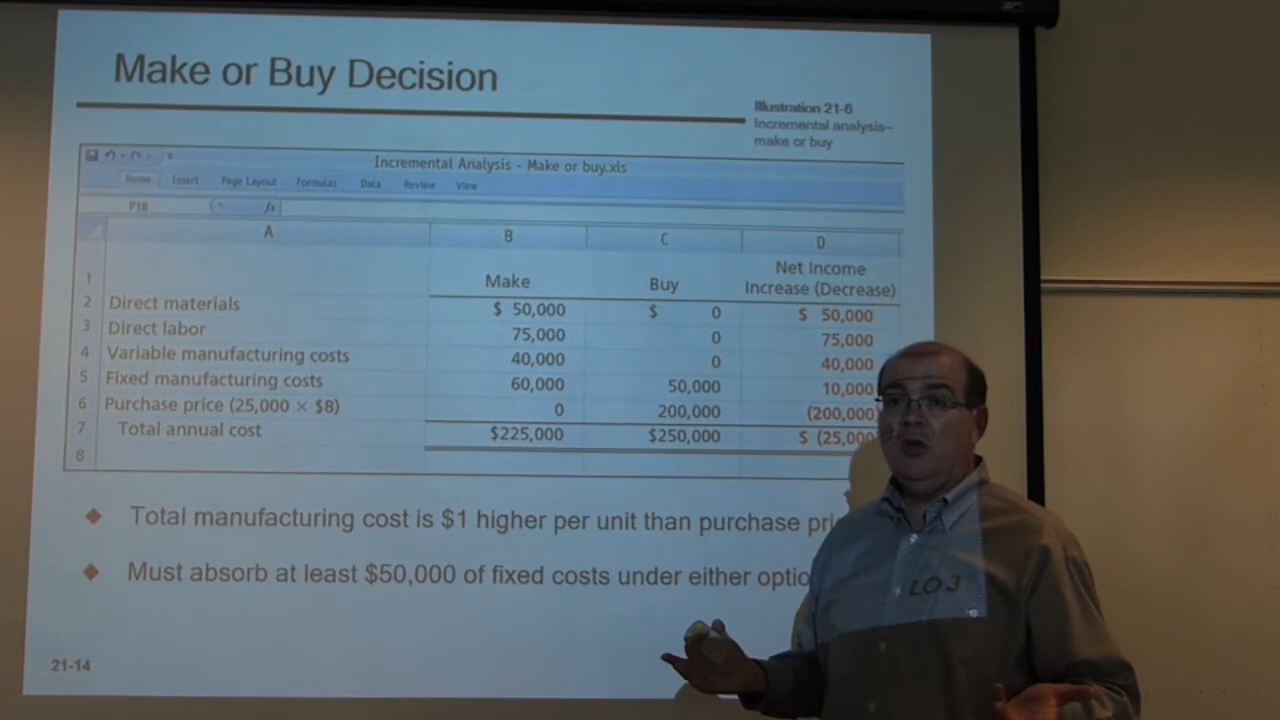 Make or Buy Decision
Illustration 21-6
Incremental analysis–
make or buy
Incremental Analysis - Make or buy.xls
Home Insert Page Layout Formulas Data Review View
P18 fx
A B C D
1 Make Buy Net Income Increase (Decrease)
2 Direct materials $ 50,000 $ 0 $ 50,000
3 Direct labor 75,000 0 75,000
4 Variable manufacturing costs 40,000 0 40,000
5 Fixed manufacturing costs 60,000 50,000 10,000
6 Purchase price (25,000 × $8) 0 200,000 (200,000)
7 Total annual cost $225,000 $250,000 $ (25,000
8
◆ Total manufacturing cost is $1 higher per unit than purchase pri
◆ Must absorb at least $50,000 of fixed costs under either optio
LO 3
21-14